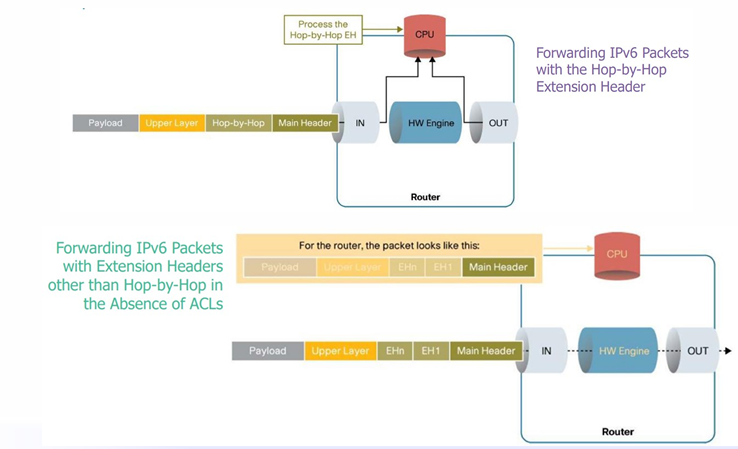 Process the
Hop-by-Hop EH
CPU
Forwarding IPv6 Packets
with the Hop-by-Hop
Extension Header
Payload
Upper Layer
Hop-by-Hop
Main Header
IN
HW Engine
OUT
Router
Forwarding IPv6 Packets
with Extension Headers
other than Hop-by-Hop in
the Absence of ACLs
For the router, the packet looks like this:
Payload
Upper Layer
EHn
EH1
Main Header
CPU
Payload
Upper Layer
EHn
EH1
Main Header
IN
HW Engine
OUT
Router